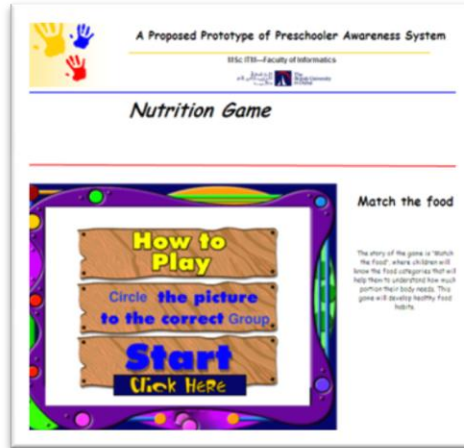 A Proposed Prototype of Preschooler Awareness System
MSc ITM—Faculty of Informatics
Nutrition Game
How to
Play
Circle the picture
to the correct Group
Start
Click HeRe
Match the food
The story of the game is "Match
the food", where children will
know the food categories that will
help them to understand how much
portion their body needs. This
game will develop healthy food
habits.